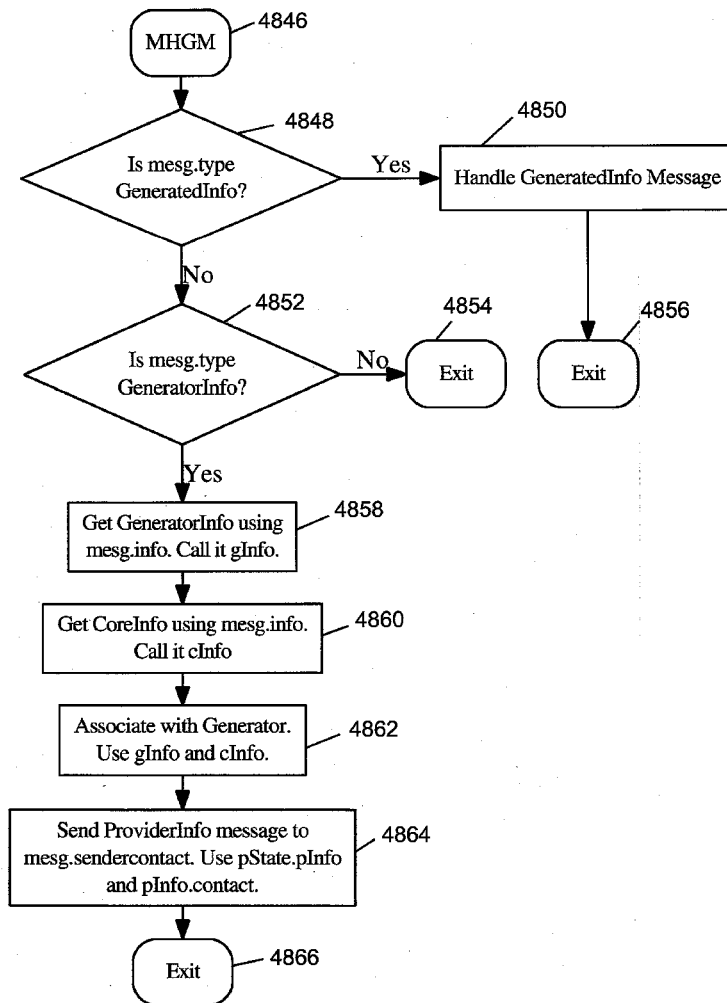 4846
MHGM
4848
Is mesg.type
GeneratedInfo?
Yes
4850
Handle GeneratedInfo Message
No
4852
Is mesg.type
GeneratorInfo?
No
4854
Exit
4856
Exit
Yes
Get GeneratorInfo using
mesg.info. Call it gInfo.
4858
Get CoreInfo using mesg.info.
Call it cInfo
4860
Associate with Generator.
Use gInfo and cInfo.
4862
Send ProviderInfo message to
mesg.sendercontact. Use pState.pInfo
and pInfo.contact.
4864
Exit
4866